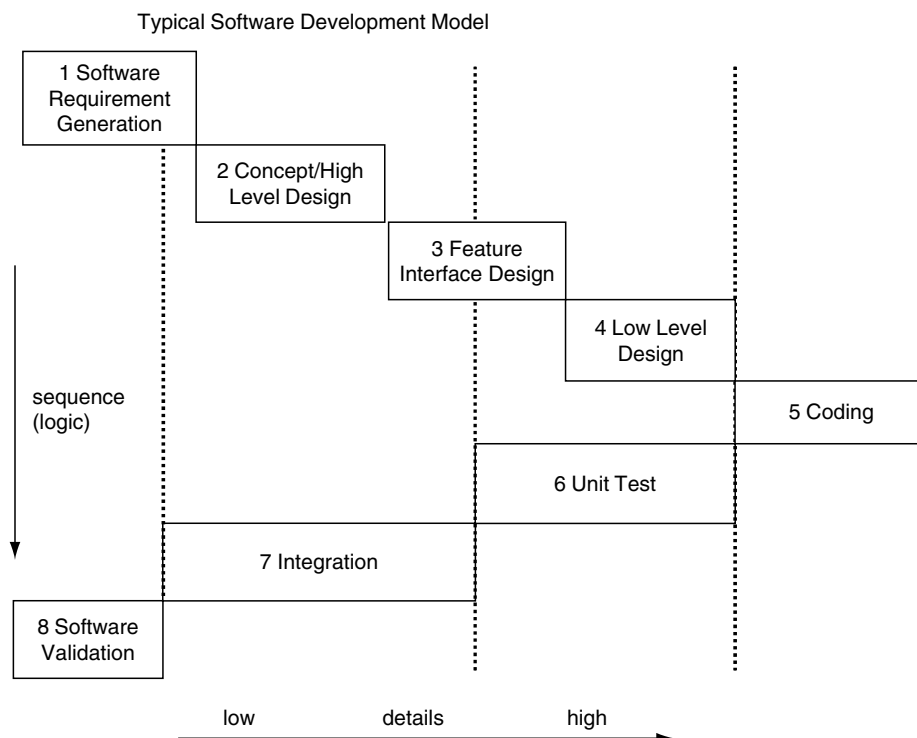 Typical Software Development Model
1 Software
Requirement
Generation
2 Concept/High
Level Design
3 Feature
Interface Design
4 Low Level
Design
sequence
(logic)
5 Coding
6 Unit Test
7 Integration
8 Software
Validation
low details high